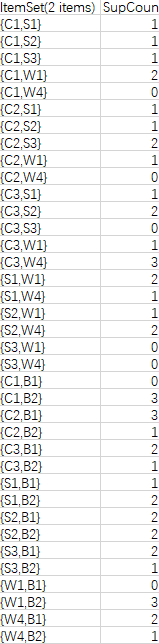 ItemSet(2 items) SupCoun
{C1,S1} 1
{C1,S2} 1
{C1,S3} 1
{C1,W1} 2
{C1,W4} 0
{C2,S1} 1
{C2,S2} 1
{C2,S3} 2
{C2,W1} 1
{C2,W4} 0
{C3,S1} 1
{C3,S2} 2
{C3,S3} 0
{C3,W1} 1
{C3,W4} 3
{S1,W1} 2
{S1,W4} 1
{S2,W1} 1
{S2,W4} 2
{S3,W1} 0
{S3,W4} 0
{C1,B1} 0
{C1,B2} 3
{C2,B1} 3
{C2,B2} 1
{C3,B1} 2
{C3,B2} 1
{S1,B1} 1
{S1,B2} 2
{S2,B1} 2
{S2,B2} 2
{S3,B1} 2
{S3,B2} 1
{W1,B1} 0
{W1,B2} 3
{W4,B1} 2
{W4,B2} 1